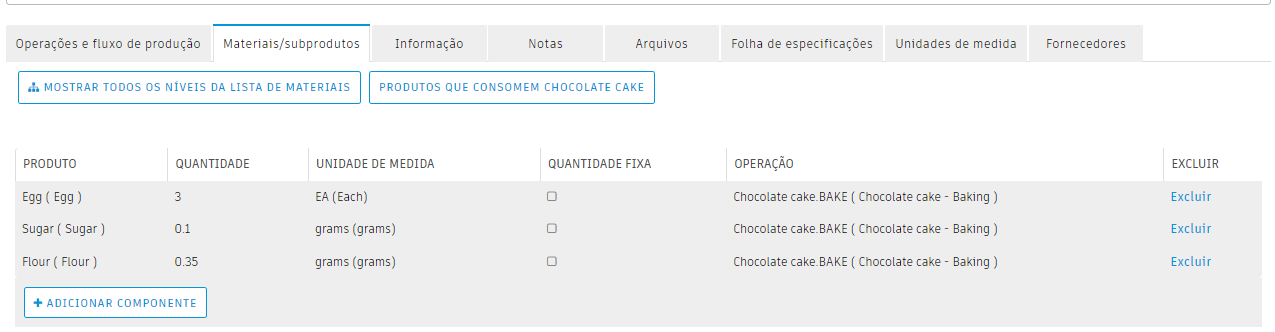 Operações e fluxo de produção Materiais/subprodutos Informação Notas Arquivos Folha de especificações Unidades de medida Fornecedores
MOSTRAR TODOS OS NÍVEIS DA LISTA DE MATERIAIS PRODUTOS QUE CONSOMEM CHOCOLATE CAKE
PRODUTO QUANTIDADE UNIDADE DE MEDIDA QUANTIDADE FIXA OPERAÇÃO EXCLUIR
Egg ( Egg ) 3 EA (Each) Chocolate cake.BAKE ( Chocolate cake - Baking ) Excluir
Sugar ( Sugar ) 0.1 grams (grams) Chocolate cake.BAKE ( Chocolate cake - Baking ) Excluir
Flour ( Flour ) 0.35 grams (grams) Chocolate cake.BAKE ( Chocolate cake - Baking ) Excluir
+ ADICIONAR COMPONENTE